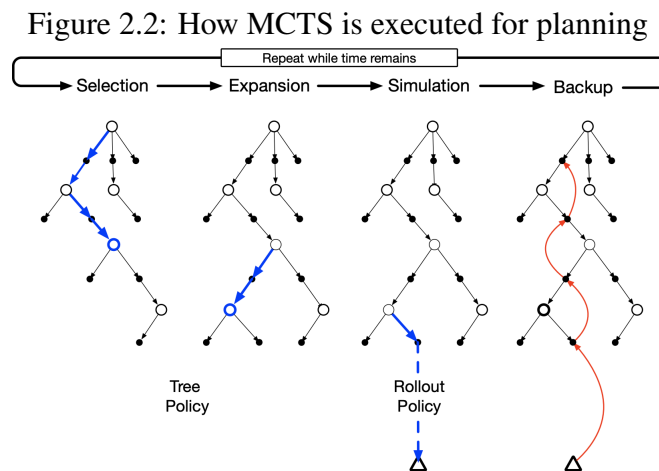 Figure 2.2: How MCTS is executed for planning
Repeat while time remains
Selection
Expansion
Simulation
Backup
Tree
Policy
Rollout
Policy